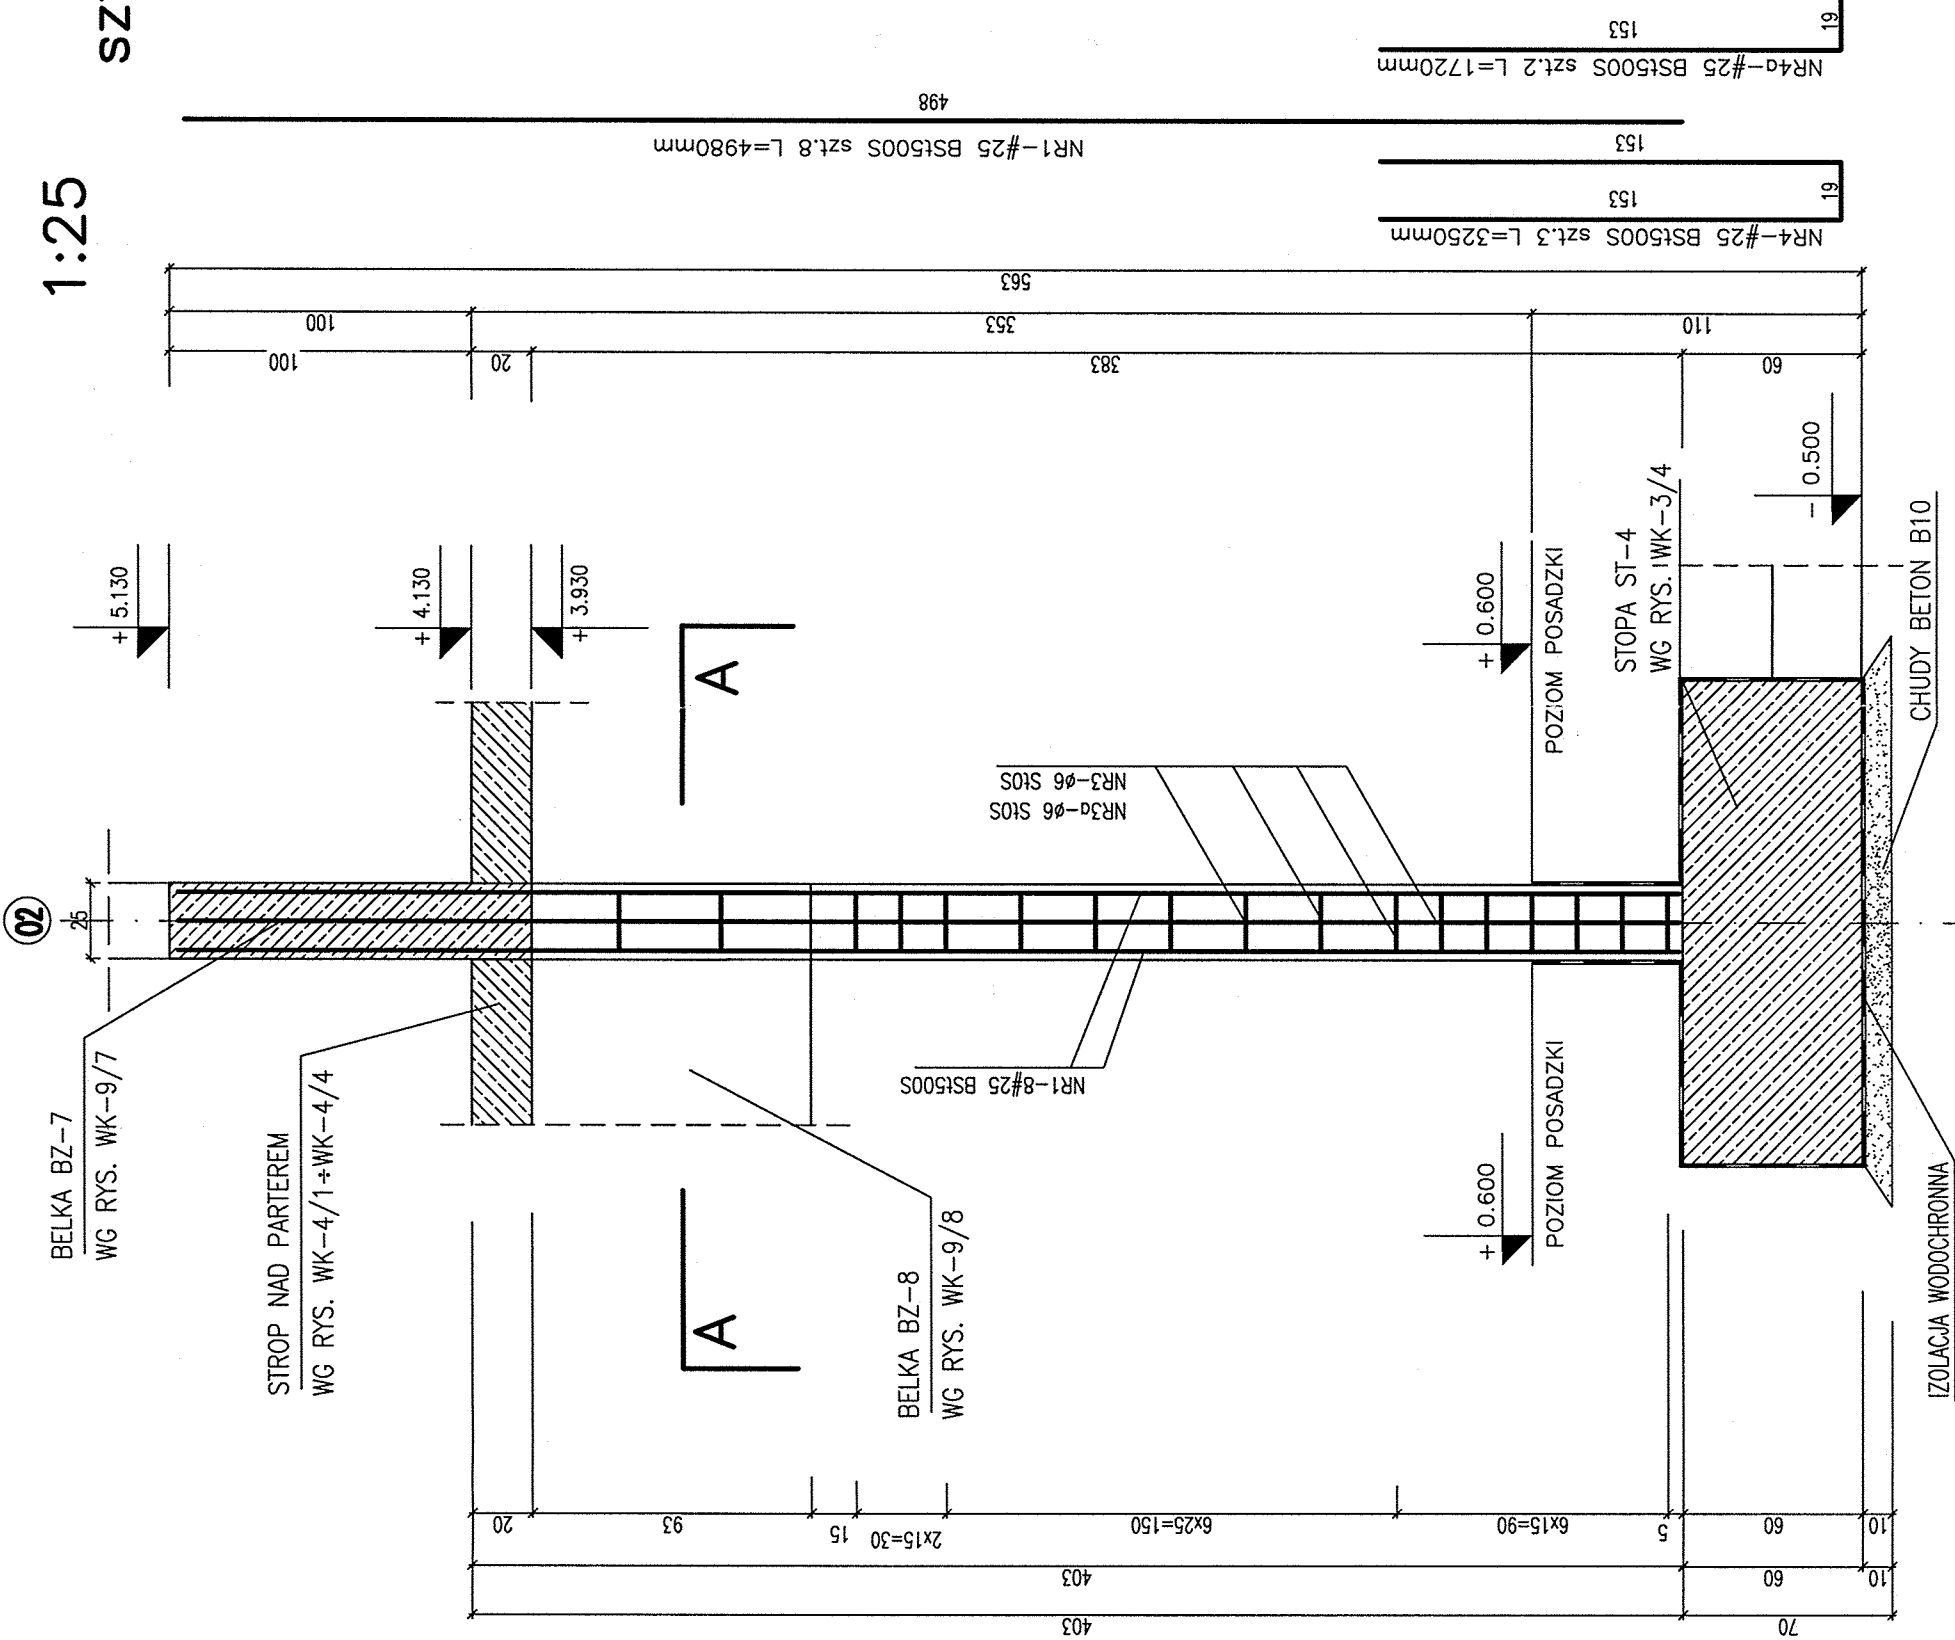 szt
1:25
153
19
NR4a-#25 BSt500S szt.2 L=1720mm
498
NR1-#25 BSt500S szt.8 L=4980mm
153
153
19
NR4-#25 BSt500S szt.3 L=3250mm
563
100
353
110
100
20
383
60
+ 5.130
+ 4.130
+ 3.930
+ 0.600
POZIOM POSADZKI
STOPA ST-4
WG RYS. WK-3/4
- 0.500
CHUDY BETON B10
A
NR3-ø6 St0S
NR3a-ø6 St0S
02
25
BELKA BZ-7
WG RYS. WK-9/7
STROP NAD PARTEREM
WG RYS. WK-4/1÷WK-4/4
NR1-8#25 BSt500S
A
BELKA BZ-8
WG RYS. WK-9/8
+ 0.600
POZIOM POSADZKI
IZOLACJA WODOCHRONNA
20
93
15
2x15=30
6x25=150
6x15=90
5
60
10
403
60
10
403
70